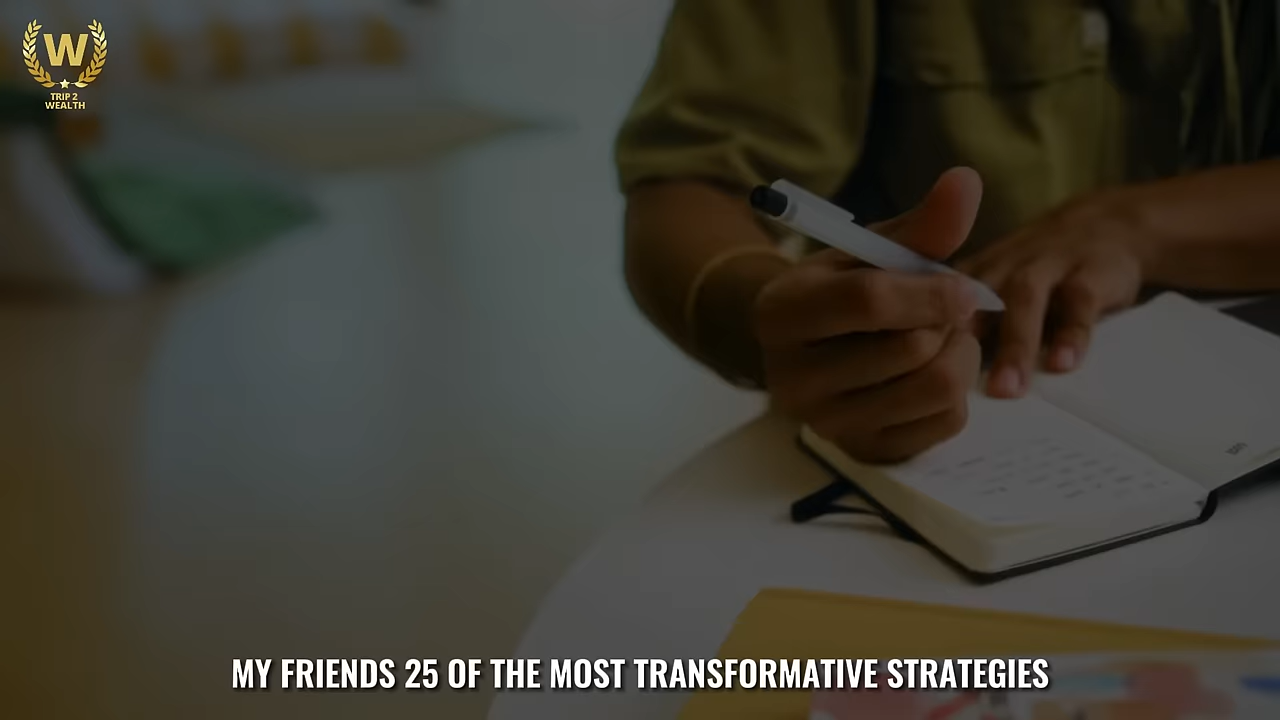 W
TRIP 2
WEALTH
MY FRIENDS 25 OF THE MOST TRANSFORMATIVE STRATEGIES